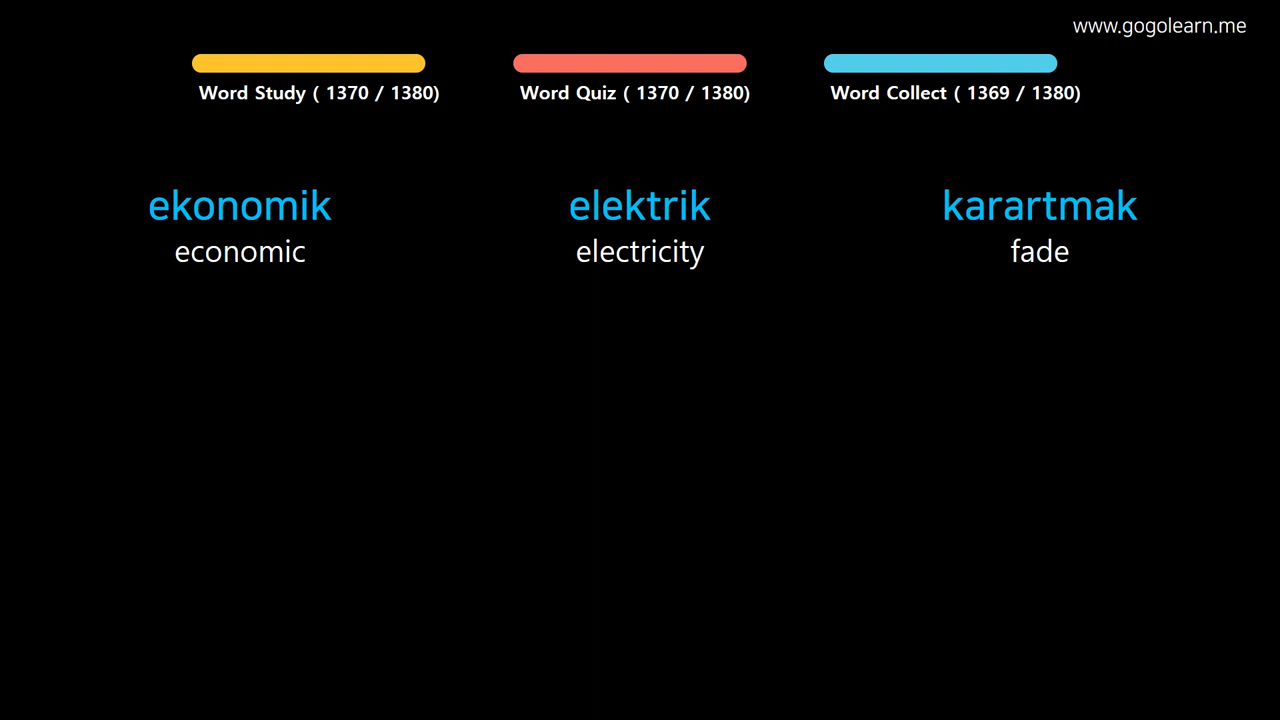 www.gogolearn.me
Word Study ( 1370 / 1380)
Word Quiz ( 1370 / 1380)
Word Collect ( 1369 / 1380)
ekonomik
economic
elektrik
electricity
karartmak
fade